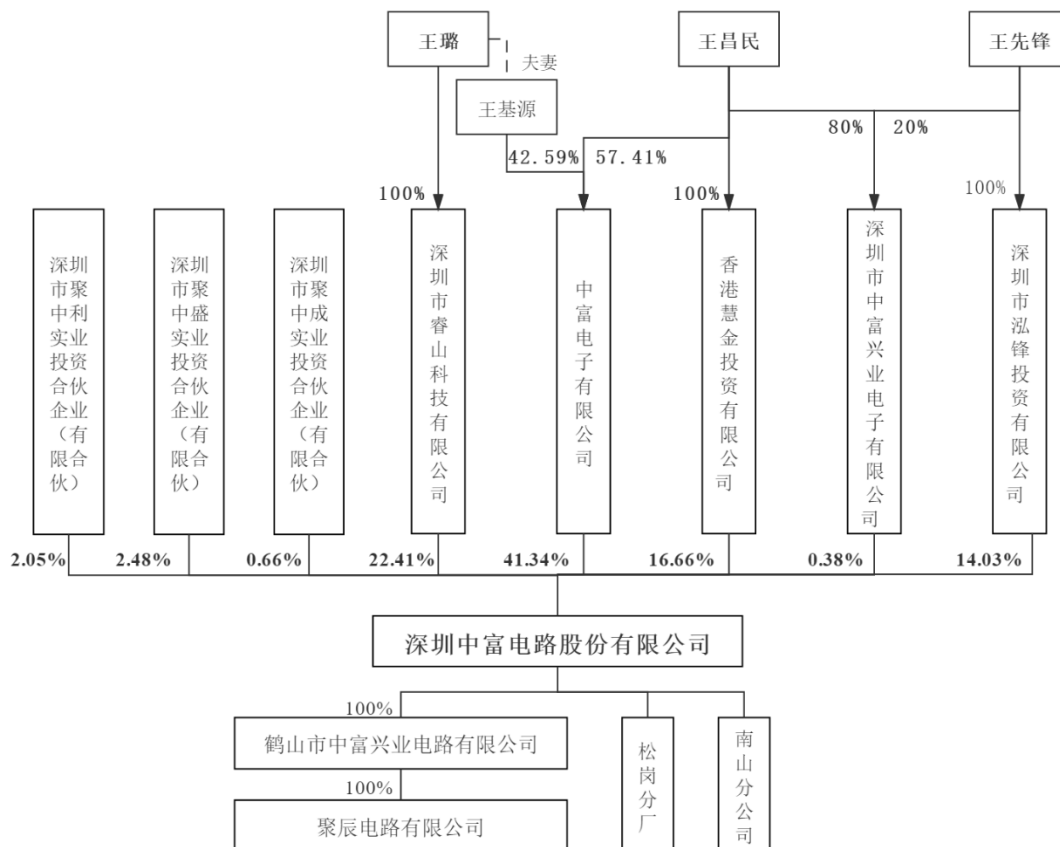 王璐
王昌民
王先锋
夫妻
王基源
80%
20%
42.59%
57.41%
100%
100%
100%
深圳市聚中利实业投资合伙企业（有限合伙）
深圳市聚中盛实业投资合伙企业（有限合伙）
深圳市聚中成实业投资合伙企业（有限合伙）
深圳市睿山科技有限公司
中富电子有限公司
香港慧金投资有限公司
深圳市中富兴业电子有限公司
深圳市泓锋投资有限公司
2.05%
2.48%
0.66%
22.41%
41.34%
16.66%
0.38%
14.03%
深圳中富电路股份有限公司
100%
鹤山市中富兴业电路有限公司
松岗分厂
南山分公司
100%
聚辰电路有限公司